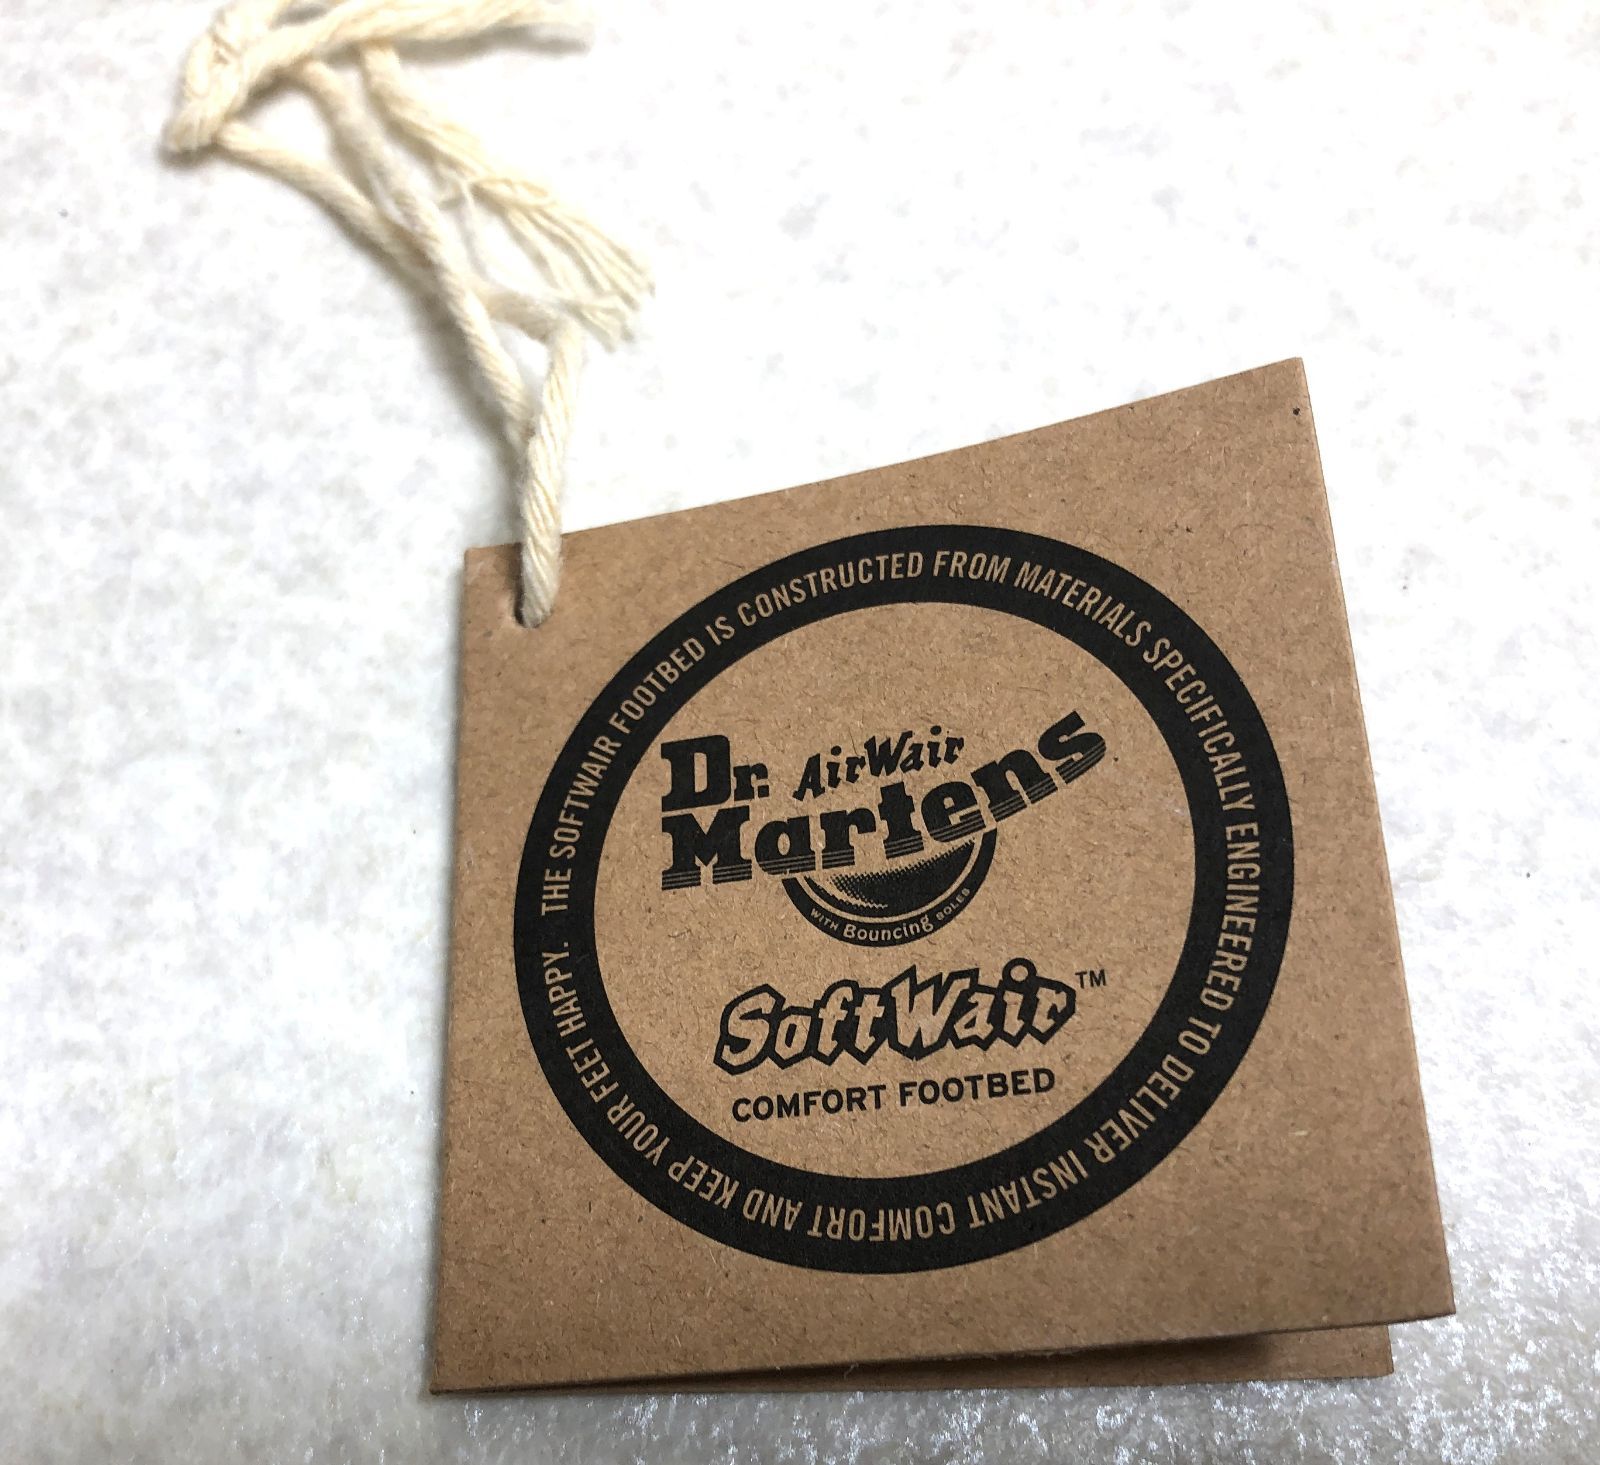 THE SOFTWAIR FOOTBED IS CONSTRUCTED FROM MATERIALS SPECIFICALLY ENGINEERED TO DELIVER INSTANT COMFORT AND KEEP YOUR FEET HAPPY.
Dr. AirWair
Martens
WITH Bouncing SOLES
SoftWair™
COMFORT FOOTBED